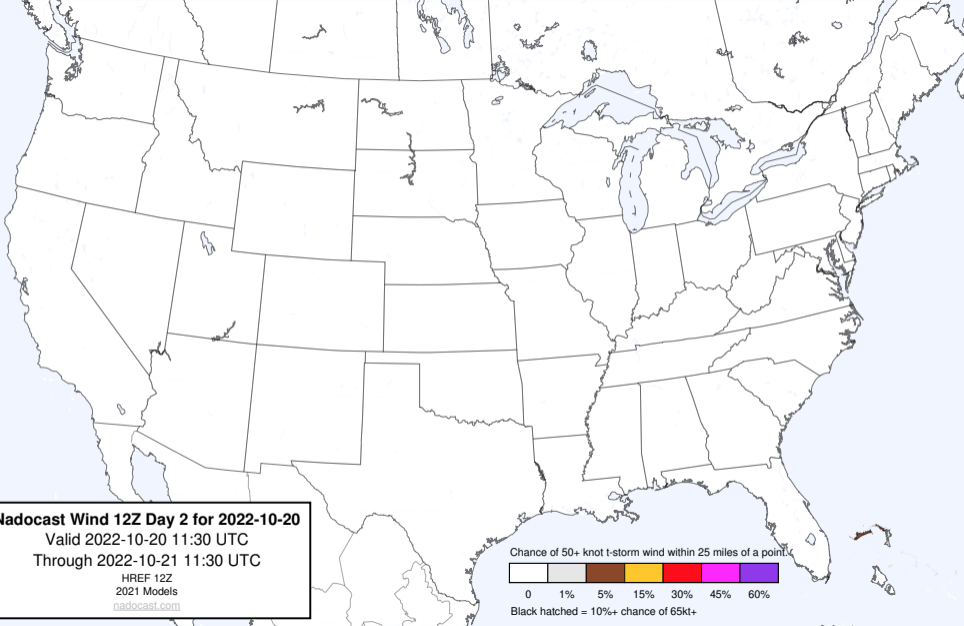 Nadocast Wind 12Z Day 2 for 2022-10-20
Valid 2022-10-20 11:30 UTC
Through 2022-10-21 11:30 UTC
HREF 12Z
2021 Models
nadocast.com
Chance of 50+ knot t-storm wind within 25 miles of a point.
0 1% 5% 15% 30% 45% 60%
Black hatched = 10%+ chance of 65kt+